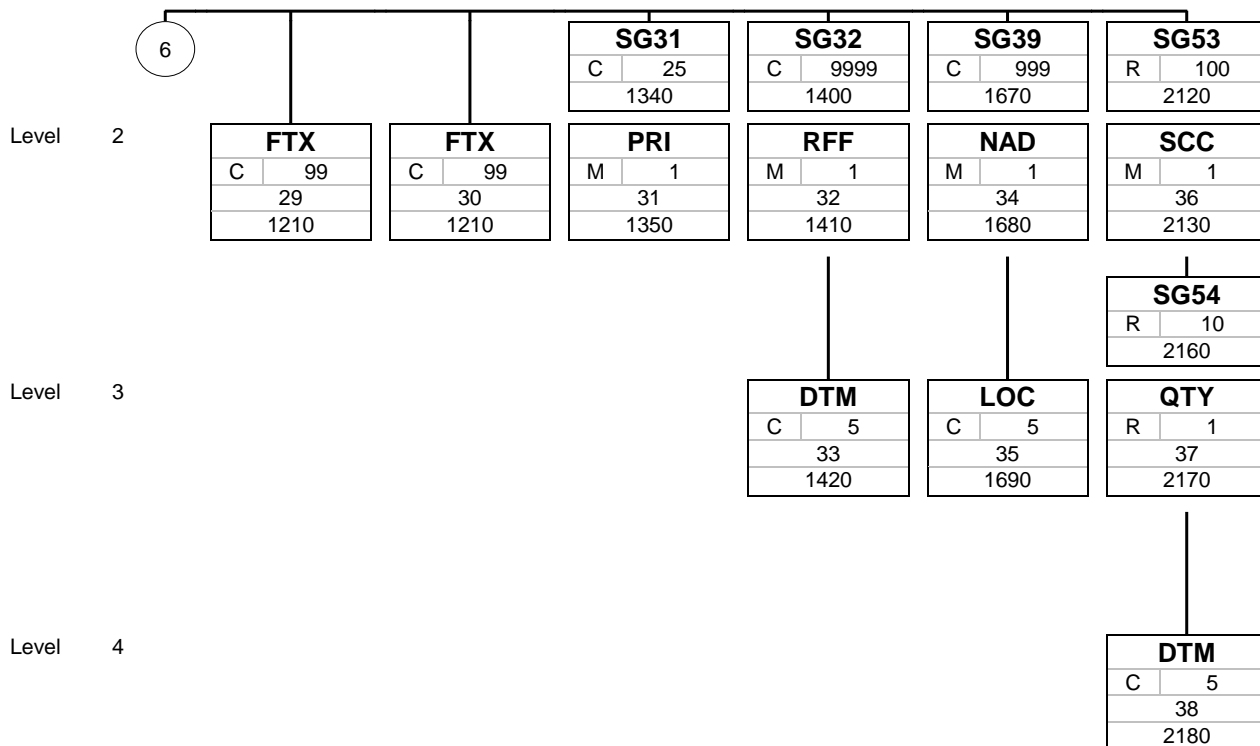 6
SG31 SG32 SG39 SG53
C 25 C 9999 C 999 R 100
1340 1400 1670 2120
Level 2 FTX FTX PRI RFF NAD SCC
C 99 C 99 M 1 M 1 M 1 M 1
29 30 31 32 34 36
1210 1210 1350 1410 1680 2130
SG54
R 10
2160
Level 3 DTM LOC QTY
C 5 C 5 R 1
33 35 37
1420 1690 2170
Level 4 DTM
C 5
38
2180